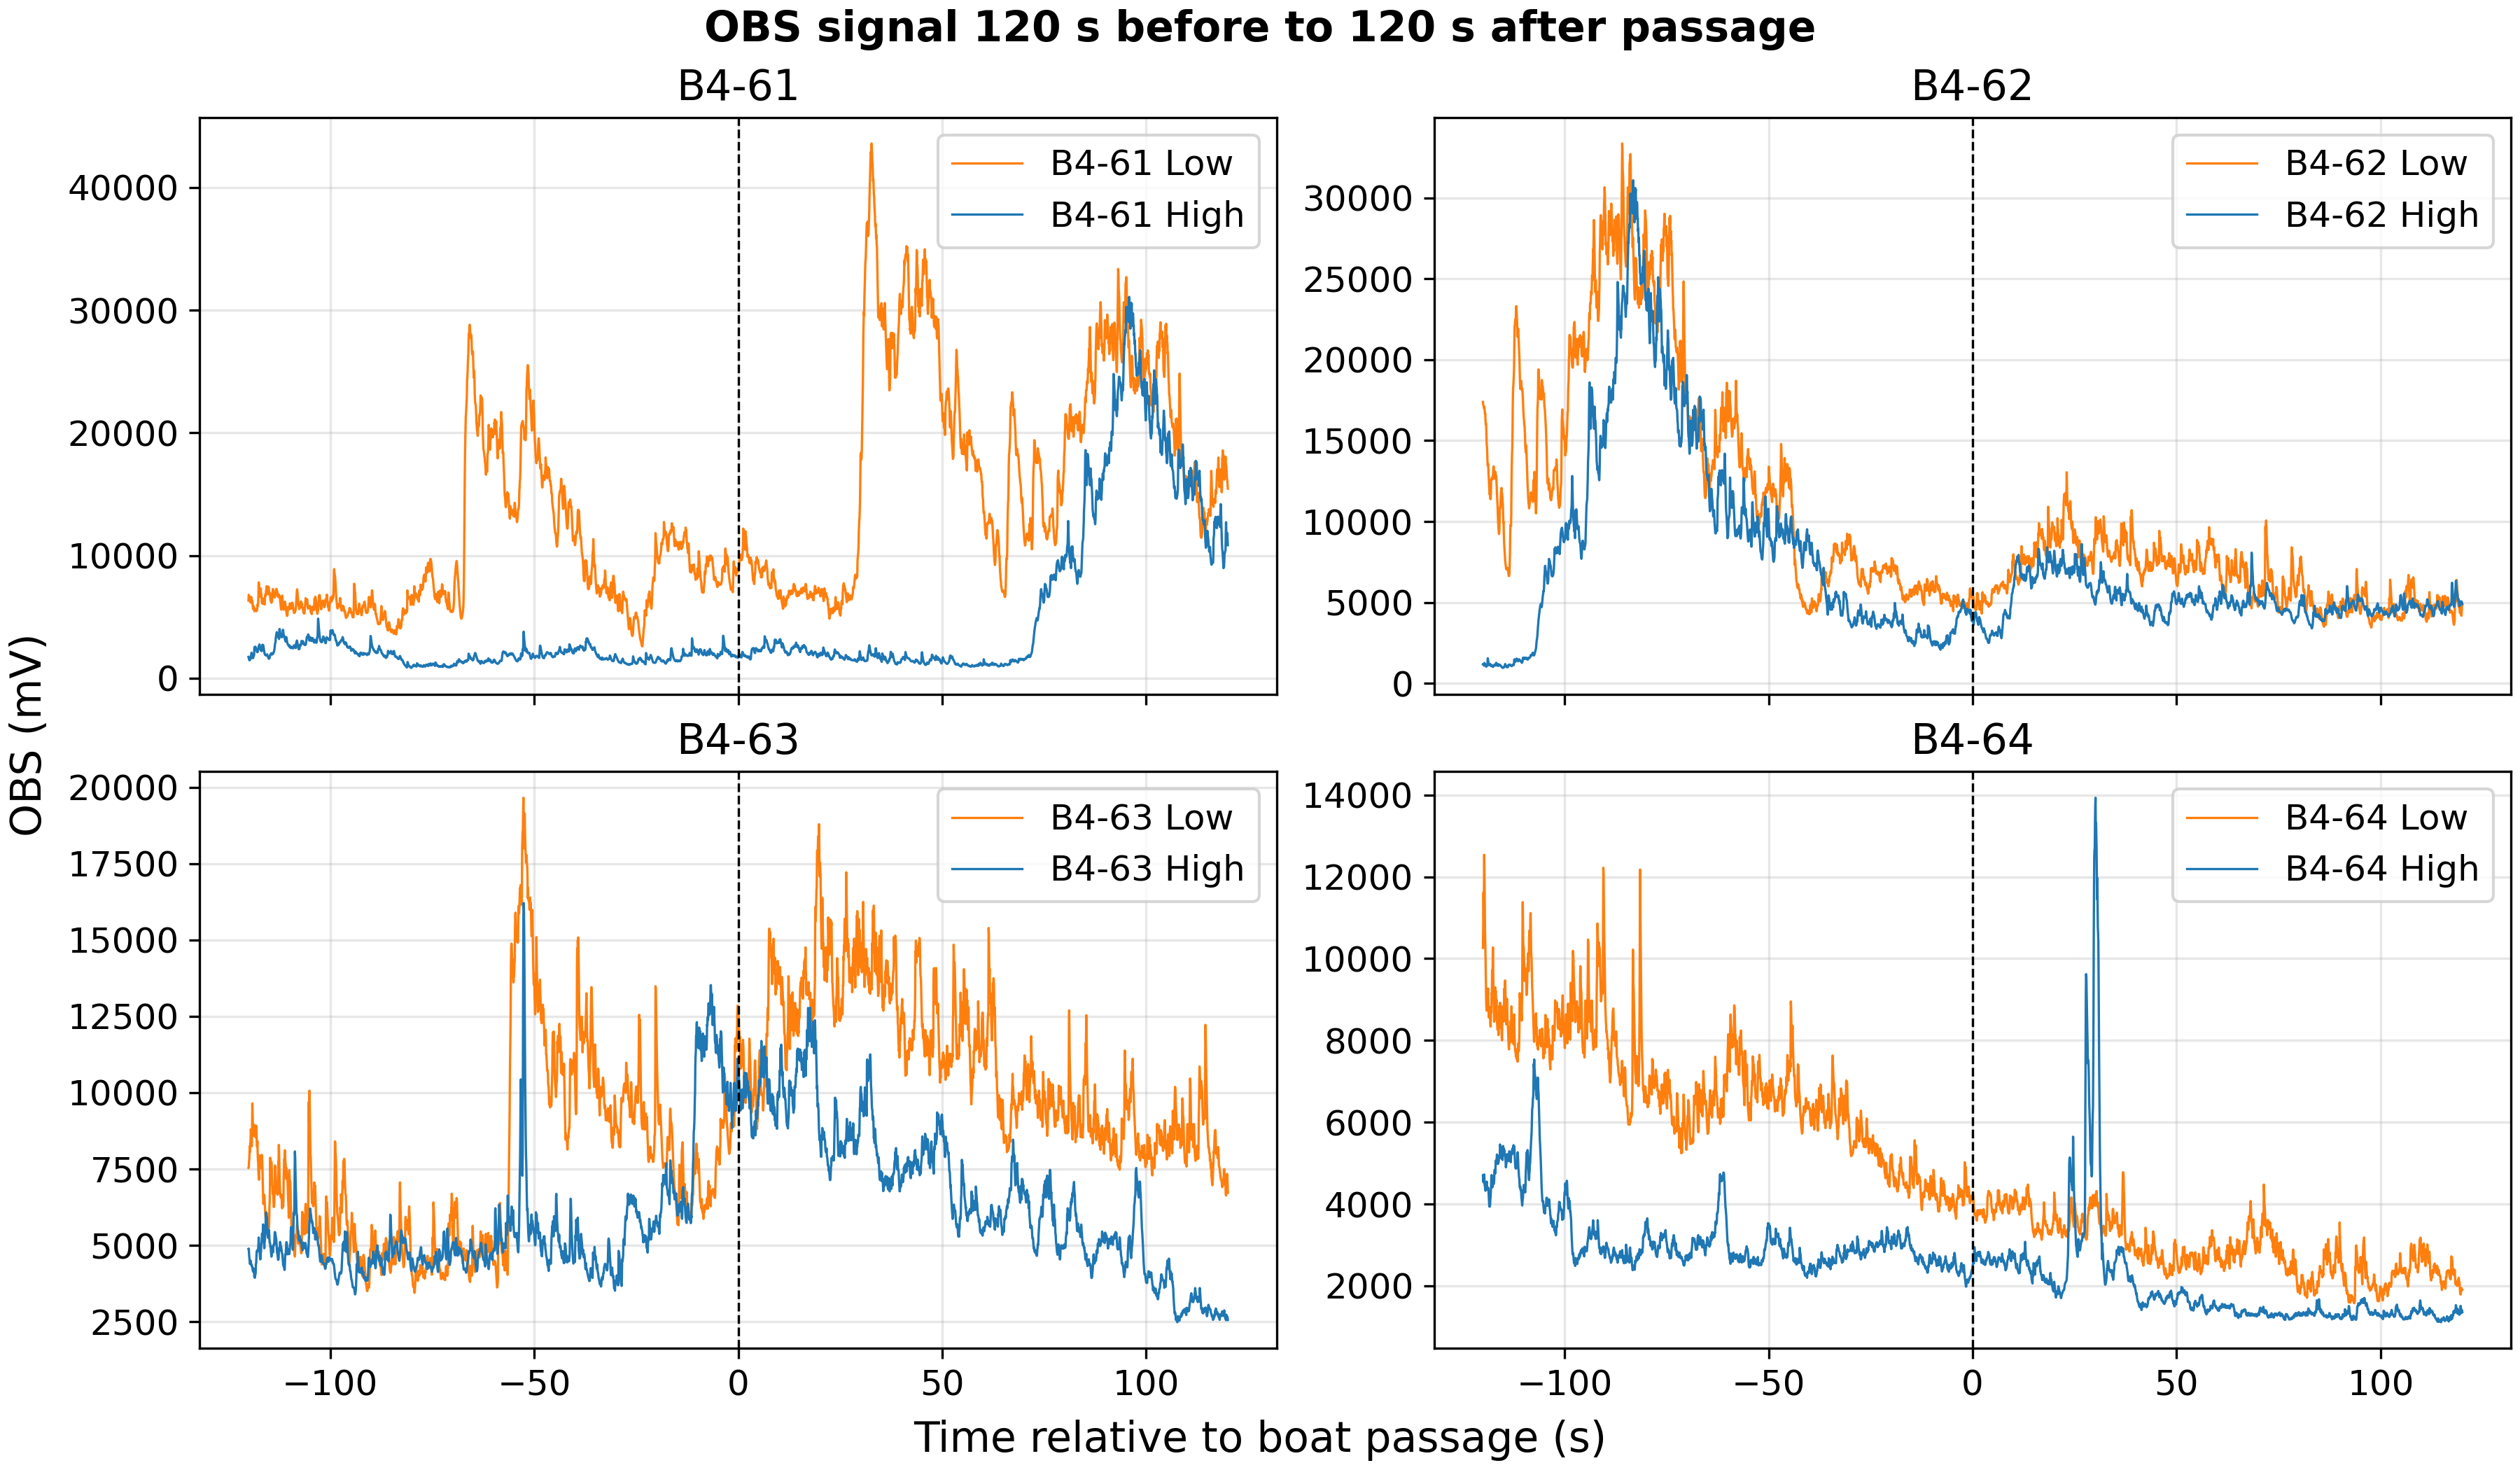 OBS signal 120 s before to 120 s after passage
B4-61
40000
30000
20000
10000
0
B4-61 Low
B4-61 High
B4-62
30000
25000
20000
15000
10000
5000
0
B4-62 Low
B4-62 High
OBS (mV)
B4-63
20000
17500
15000
12500
10000
7500
5000
2500
−100
−50
0
50
100
B4-63 Low
B4-63 High
B4-64
14000
12000
10000
8000
6000
4000
2000
−100
−50
0
50
100
B4-64 Low
B4-64 High
Time relative to boat passage (s)